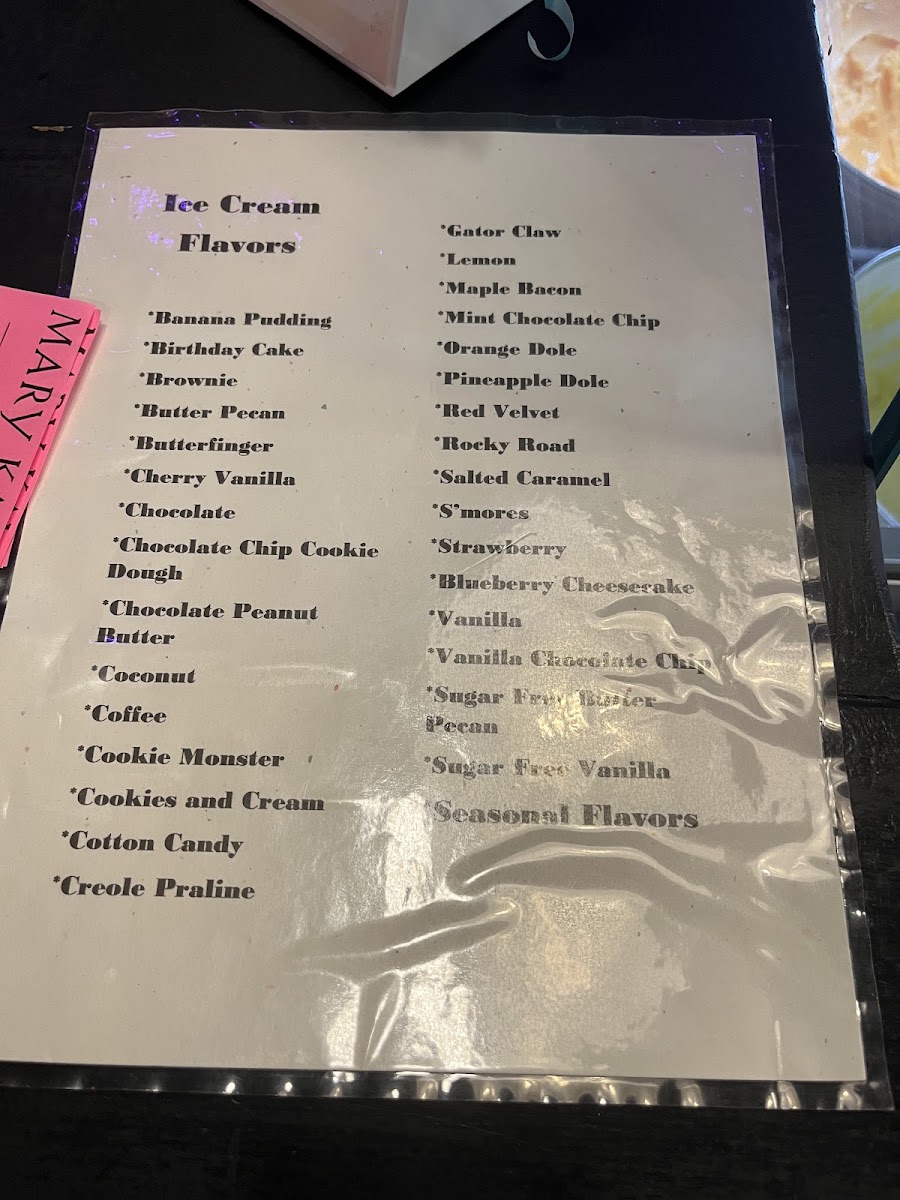 Ice Cream
Flavors
*Banana Pudding
*Birthday Cake
*Brownie
*Butter Pecan
*Butterfinger
*Cherry Vanilla
*Chocolate
*Chocolate Chip Cookie
Dough
*Chocolate Peanut
Butter
*Coconut
*Coffee
*Cookie Monster
*Cookies and Cream
*Cotton Candy
*Creole Praline
*Gator Claw
*Lemon
*Maple Bacon
*Mint Chocolate Chip
*Orange Dole
*Pineapple Dole
*Red Velvet
*Rocky Road
*Salted Caramel
*S'mores
*Strawberry
*Blueberry Cheesecake
*Vanilla
*Vanilla Chocolate Chip
*Sugar Free Butter
Pecan
*Sugar Free Vanilla
*Seasonal Flavors
MARY